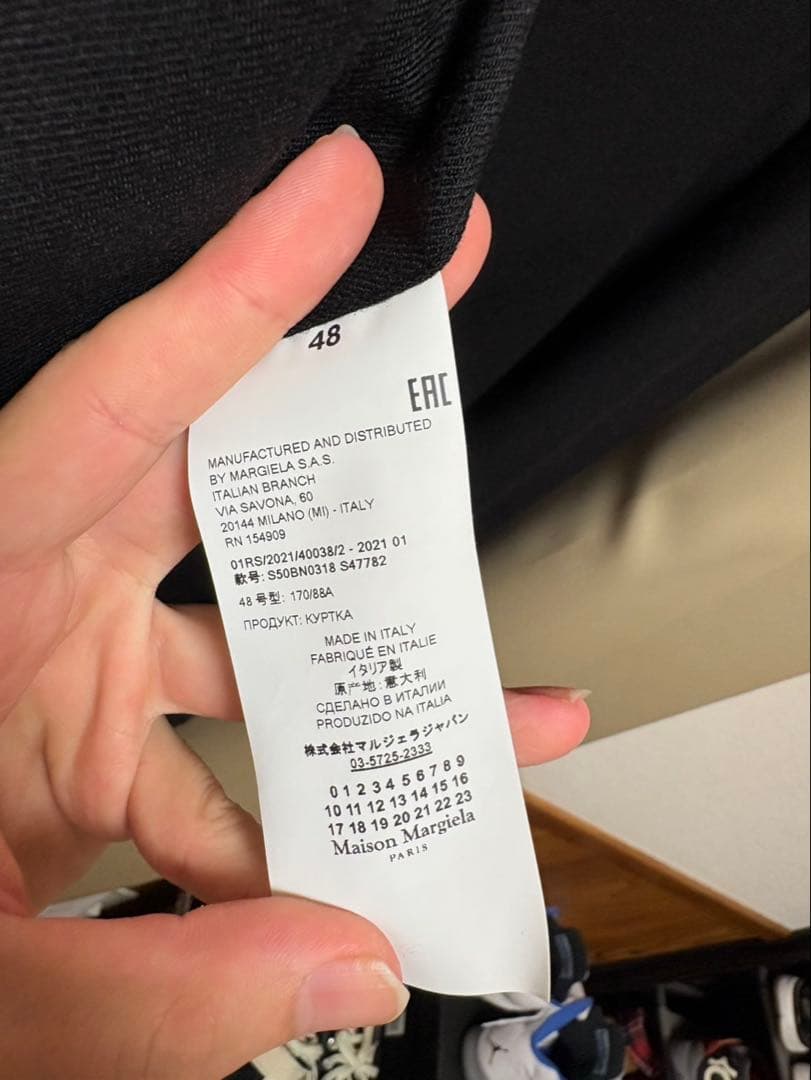 48
EAC
MANUFACTURED AND DISTRIBUTED
BY MARGIELA S.A.S.
ITALIAN BRANCH
VIA SAVONA, 60
20144 MILANO (MI) - ITALY
RN 154909
01RS/2021/40038/2 - 2021 01
款号: S50BN0318 S47782
48 号型: 170/88A
ПРОДУКТ: КУРТКА
MADE IN ITALY
FABRIQUÉ EN ITALIE
イタリア製
原产地: 意大利
СДЕЛАНО В ИТАЛИИ
PRODUZIDO NA ITALIA
株式会社マルジェラジャパン
03-5725-2333
0 1 2 3 4 5 6 7 8 9
10 11 12 13 14 15 16
17 18 19 20 21 22 23
Maison Margiela
PARIS